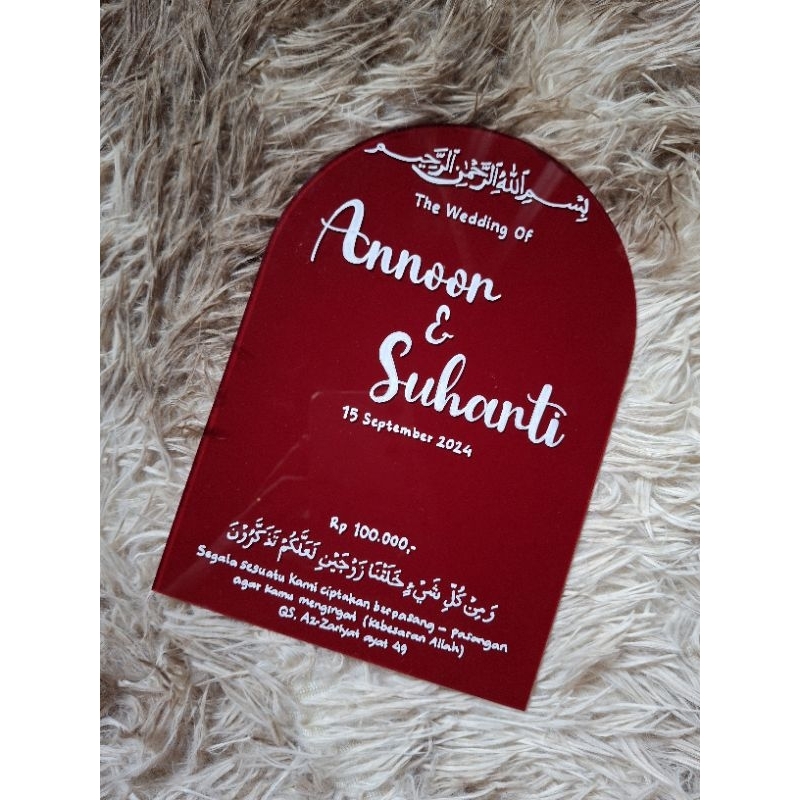 بِسْمِ اللَّهِ الرَّحْمَٰنِ الرَّحِيمِ
The Wedding Of
Annoor
&
Suhanti
15 September 2024
Rp 100.000,-
وَمِنْ كُلِّ شَيْءٍ خَلَقْنَا زَوْجَيْنِ لَعَلَّكُمْ تَذَكَّرُوْنَ
Segala sesuatu Kami ciptakan berpasang - pasangan
agar kamu mengingat (Kebesaran Allah)
QS. Az-Zariyat ayat 49